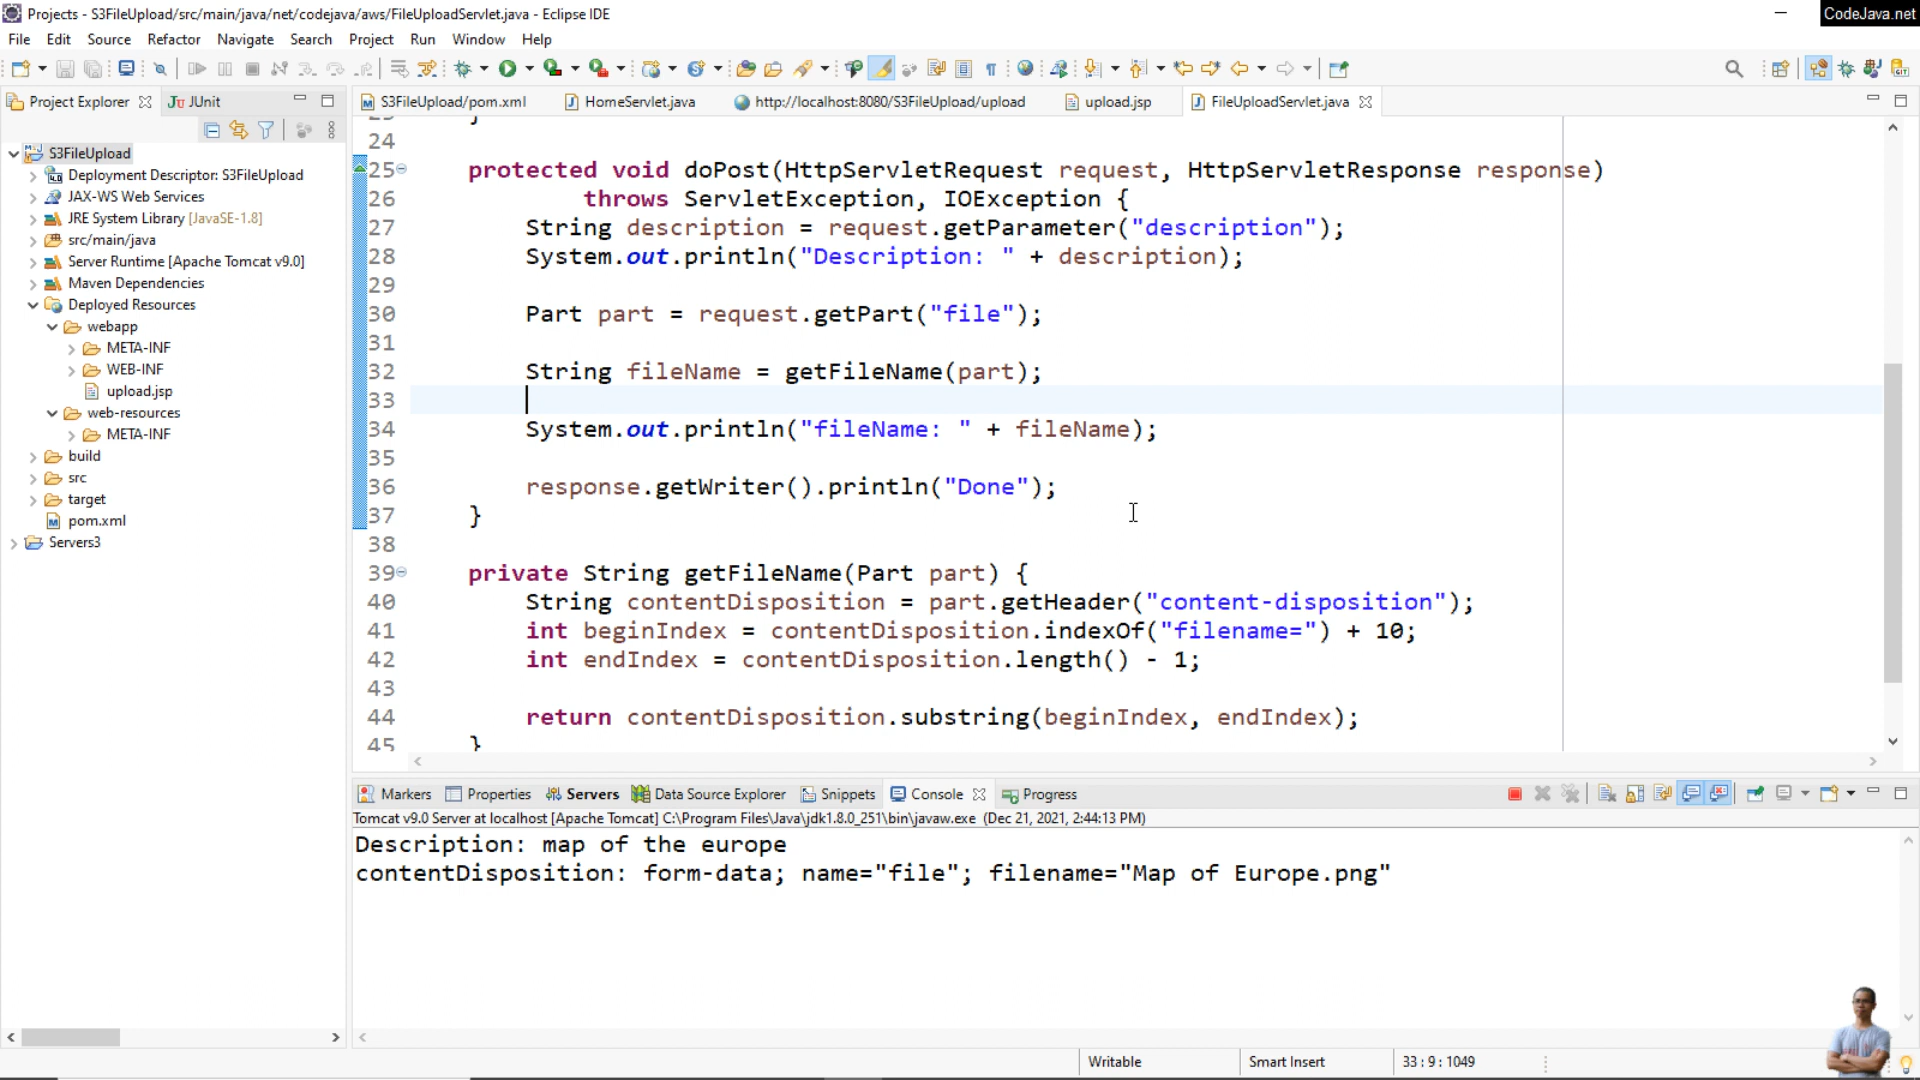 Projects - S3FileUpload/src/main/java/net/codejava/aws/FileUploadServlet.java - Eclipse IDE
CodeJava.net
File Edit Source Refactor Navigate Search Project Run Window Help
Project Explorer
JUnit
S3FileUpload/pom.xml
HomeServlet.java
http://localhost:8080/S3FileUpload/upload
upload.jsp
FileUploadServlet.java
S3FileUpload
Deployment Descriptor: S3FileUpload
JAX-WS Web Services
JRE System Library [JavaSE-1.8]
src/main/java
Server Runtime [Apache Tomcat v9.0]
Maven Dependencies
Deployed Resources
webapp
META-INF
WEB-INF
upload.jsp
web-resources
META-INF
build
src
target
pom.xml
Servers3
24
25 protected void doPost(HttpServletRequest request, HttpServletResponse response)
26 throws ServletException, IOException {
27 String description = request.getParameter("description");
28 System.out.println("Description: " + description);
29
30 Part part = request.getPart("file");
31
32 String fileName = getFileName(part);
33
34 System.out.println("fileName: " + fileName);
35
36 response.getWriter().println("Done");
37 }
38
39 private String getFileName(Part part) {
40 String contentDisposition = part.getHeader("content-disposition");
41 int beginIndex = contentDisposition.indexOf("filename=") + 10;
42 int endIndex = contentDisposition.length() - 1;
43
44 return contentDisposition.substring(beginIndex, endIndex);
45 }
Markers Properties Servers Data Source Explorer Snippets Console Progress
Tomcat v9.0 Server at localhost [Apache Tomcat] C:\Program Files\Java\jdk1.8.0_251\bin\javaw.exe (Dec 21, 2021, 2:44:13 PM)
Description: map of the europe
contentDisposition: form-data; name="file"; filename="Map of Europe.png"
Writable
Smart Insert
33 : 9 : 1049